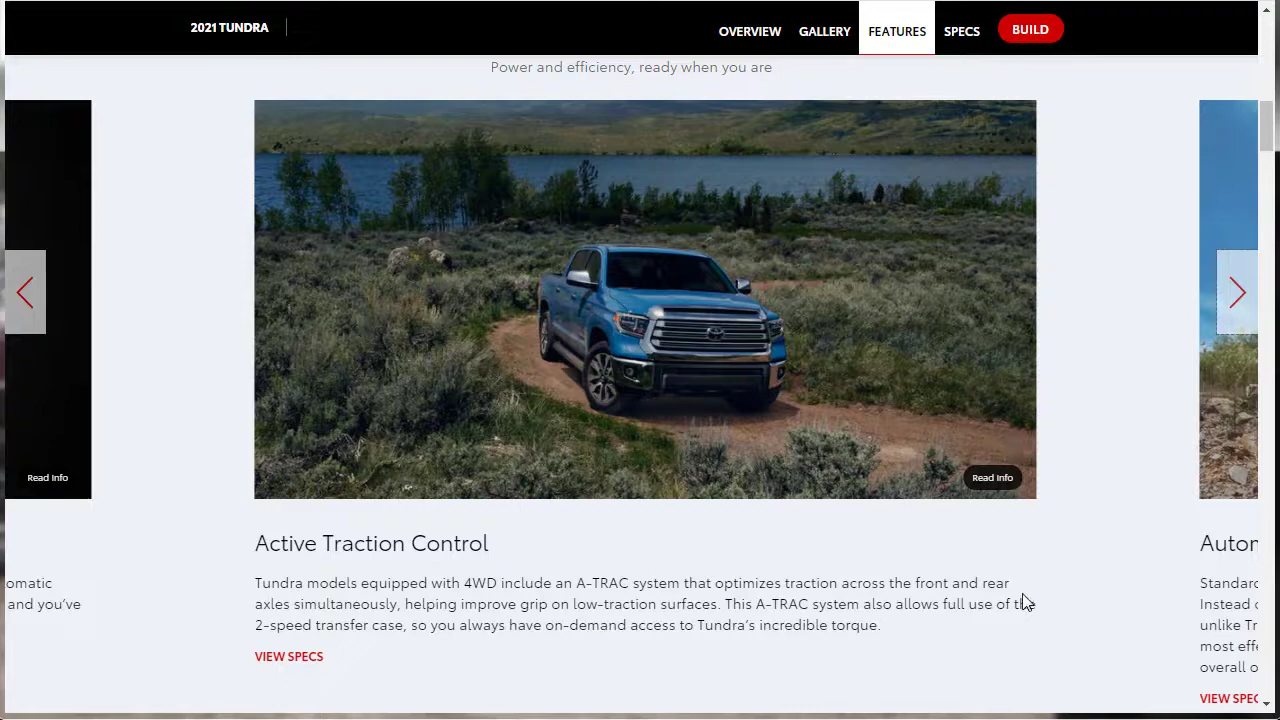 2021 TUNDRA
OVERVIEW
GALLERY
FEATURES
SPECS
BUILD
Power and efficiency, ready when you are
Read Info
Read Info
omatic
and you've
Active Traction Control
Tundra models equipped with 4WD include an A-TRAC system that optimizes traction across the front and rear
axles simultaneously, helping improve grip on low-traction surfaces. This A-TRAC system also allows full use of the
2-speed transfer case, so you always have on-demand access to Tundra's incredible torque.
VIEW SPECS
Autom
Standard
Instead o
unlike Tr
most effe
overall o
VIEW SPEC